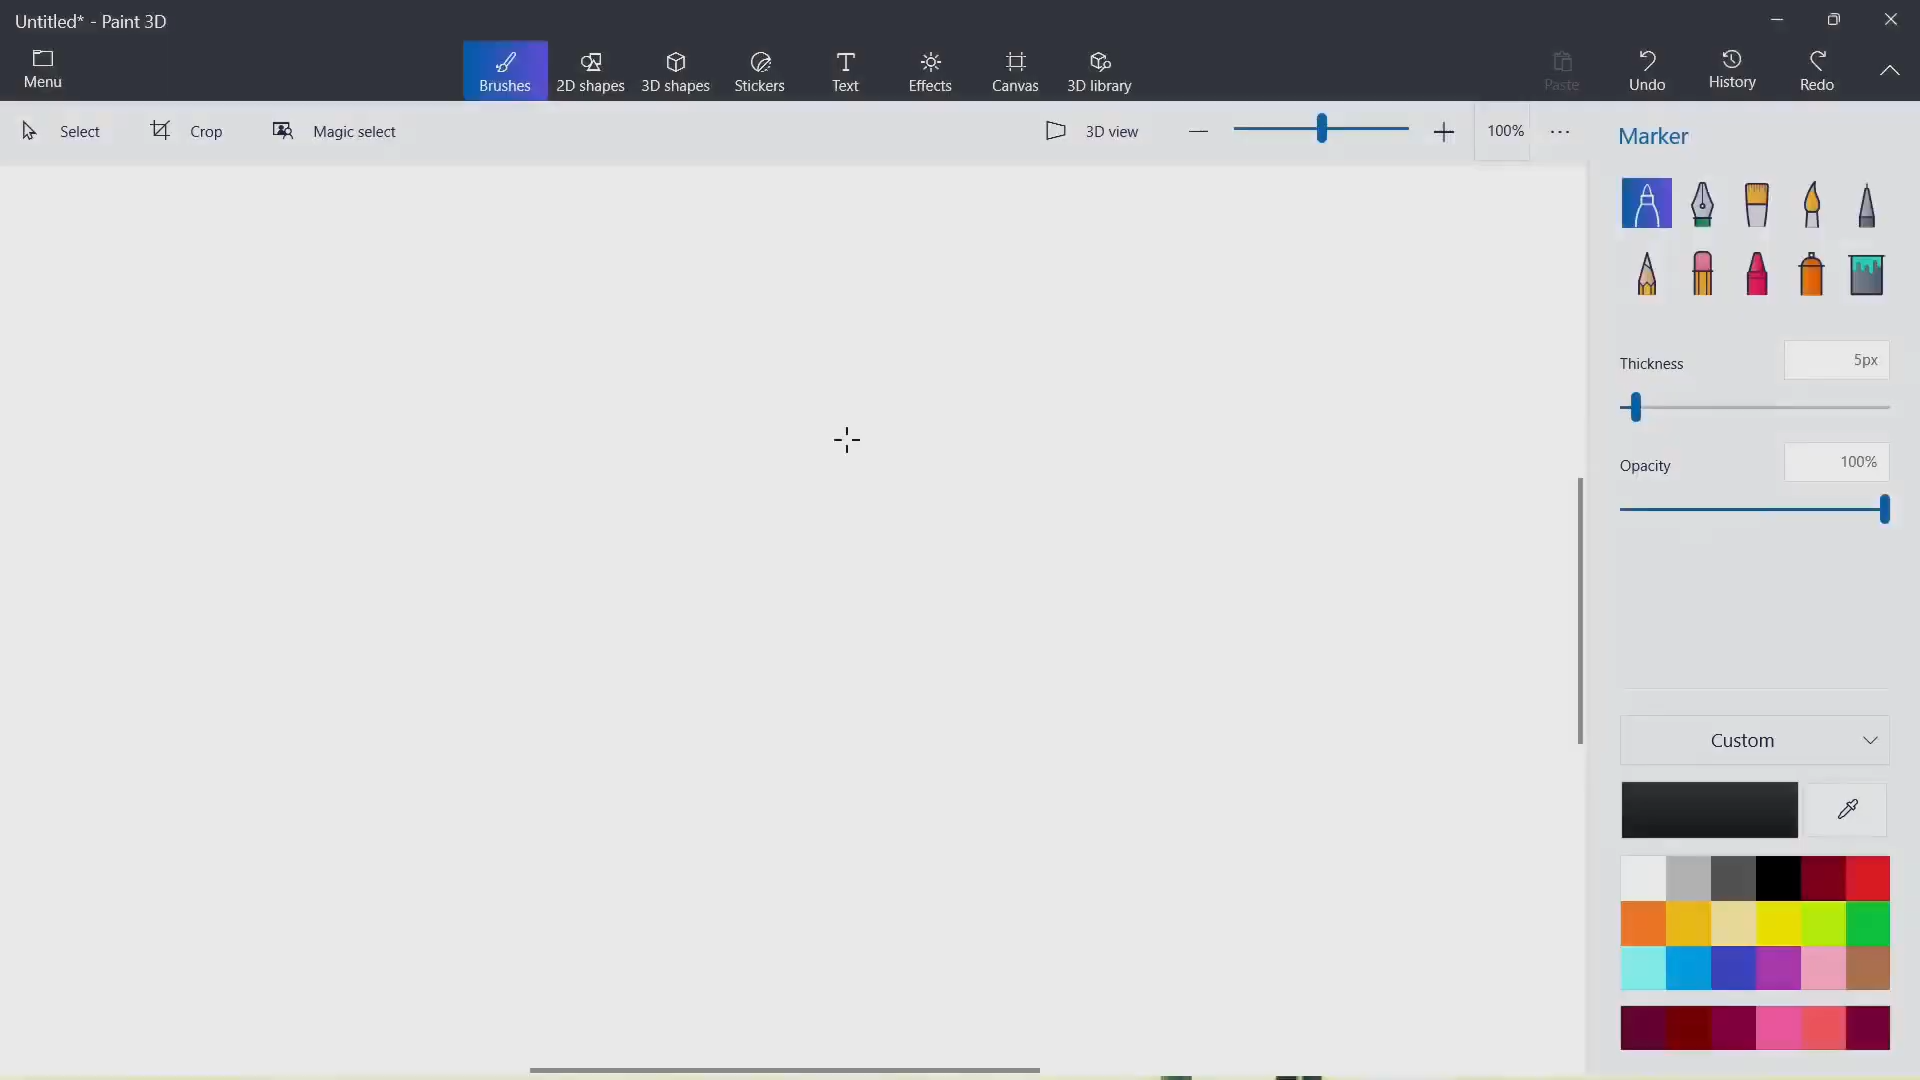 Untitled* - Paint 3D
Menu
Brushes
2D shapes
3D shapes
Stickers
Text
Effects
Canvas
3D library
Paste
Undo
History
Redo
Select
Crop
Magic select
3D view
100%
Marker
Thickness
5px
Opacity
100%
Custom